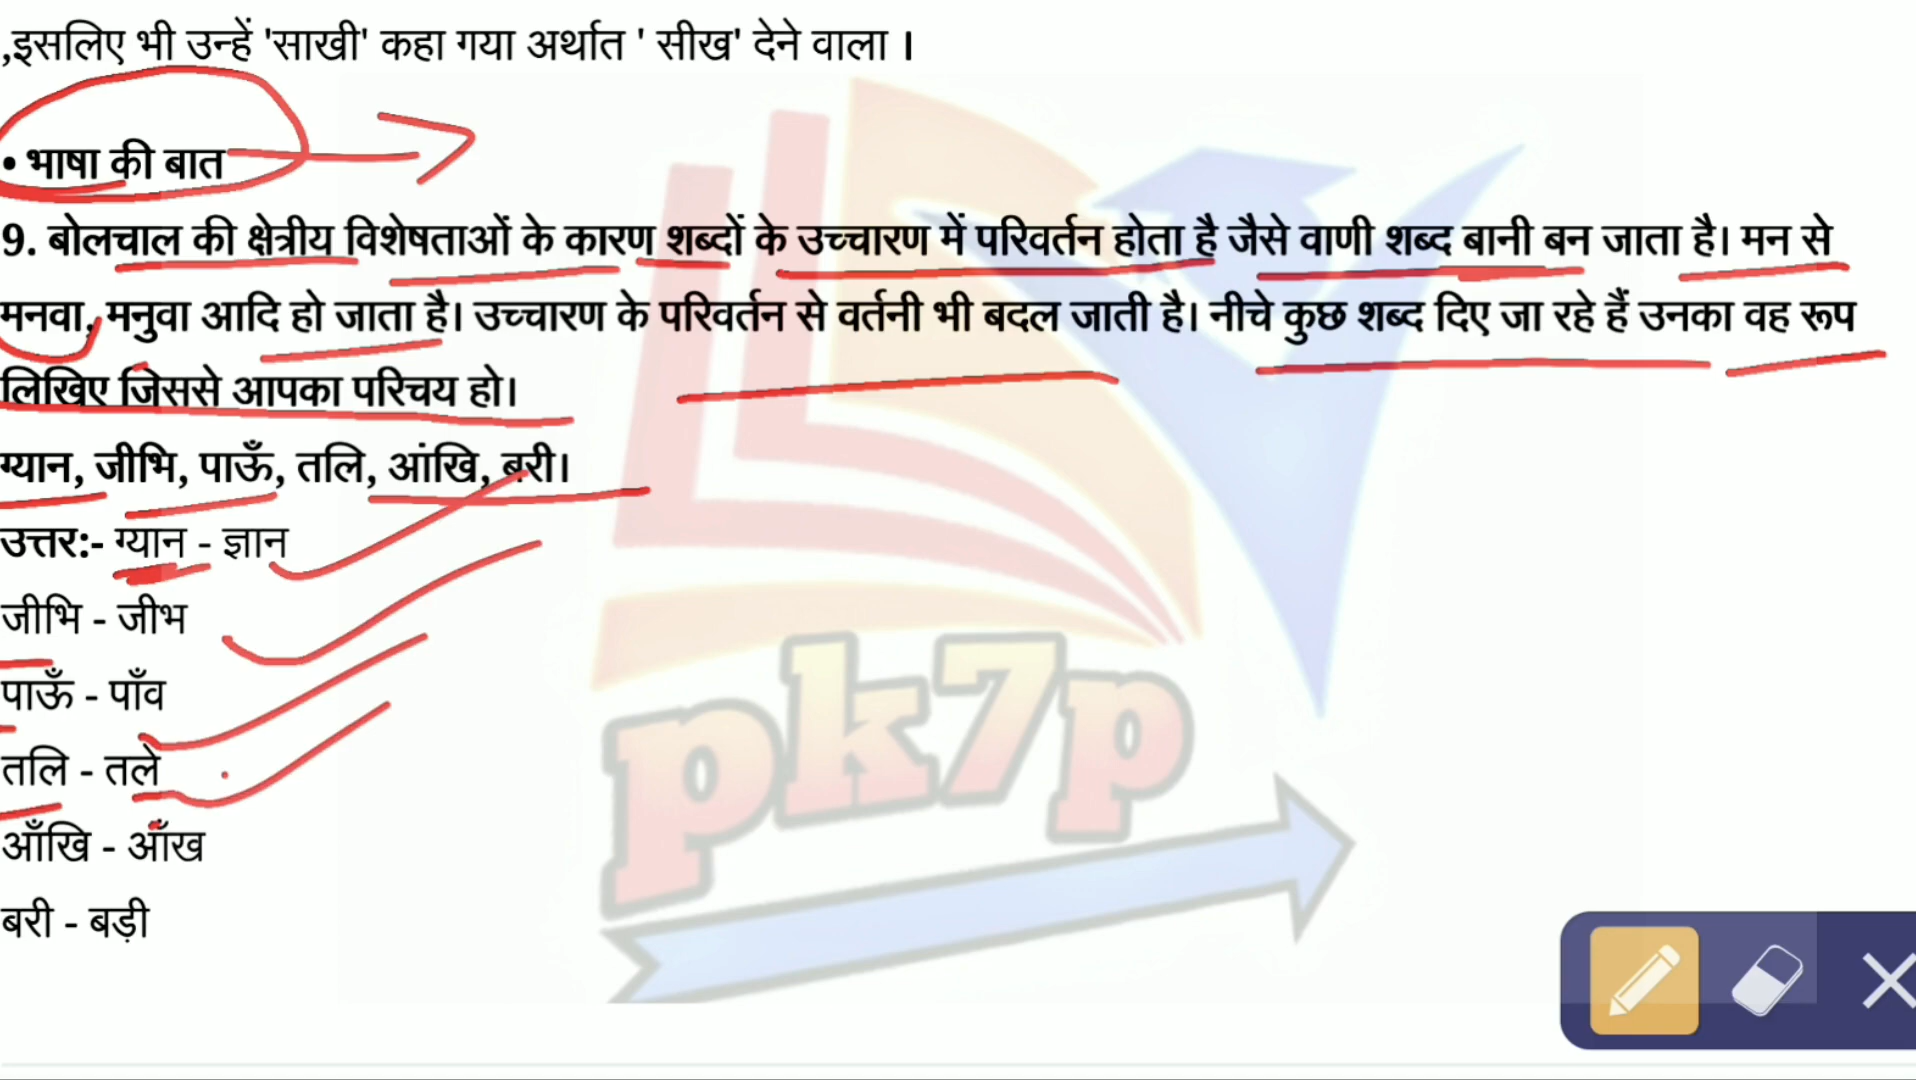 ,इसलिए भी उन्हें 'साखी' कहा गया अर्थात ' सीख' देने वाला ।
• भाषा की बात
9. बोलचाल की क्षेत्रीय विशेषताओं के कारण शब्दों के उच्चारण में परिवर्तन होता है जैसे वाणी शब्द बानी बन जाता है। मन से
मनवा, मनुवा आदि हो जाता है। उच्चारण के परिवर्तन से वर्तनी भी बदल जाती है। नीचे कुछ शब्द दिए जा रहे हैं उनका वह रूप
लिखिए जिससे आपका परिचय हो।
ग्यान, जीभि, पाऊँ, तलि, आंखि, बरी।
उत्तर:- ग्यान - ज्ञान
जीभि - जीभ
पाऊँ - पाँव
तलि - तले
आँखि - आँख
बरी - बड़ी
pk7p